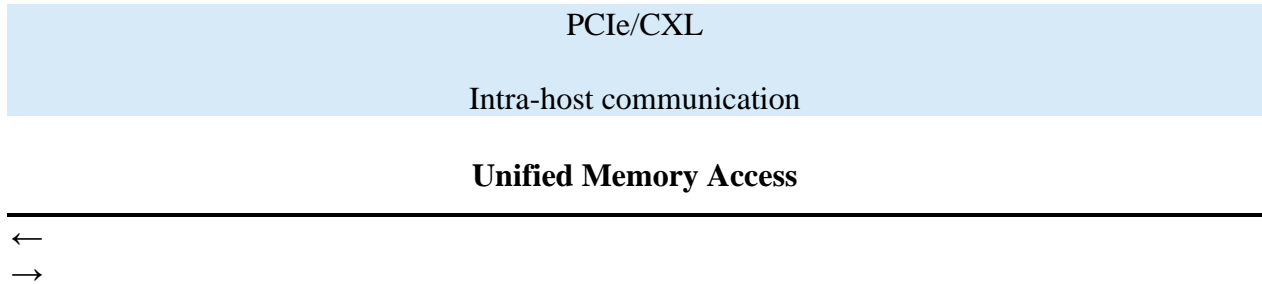 PCIe/CXL
Intra-host communication
Unified Memory Access
←
→